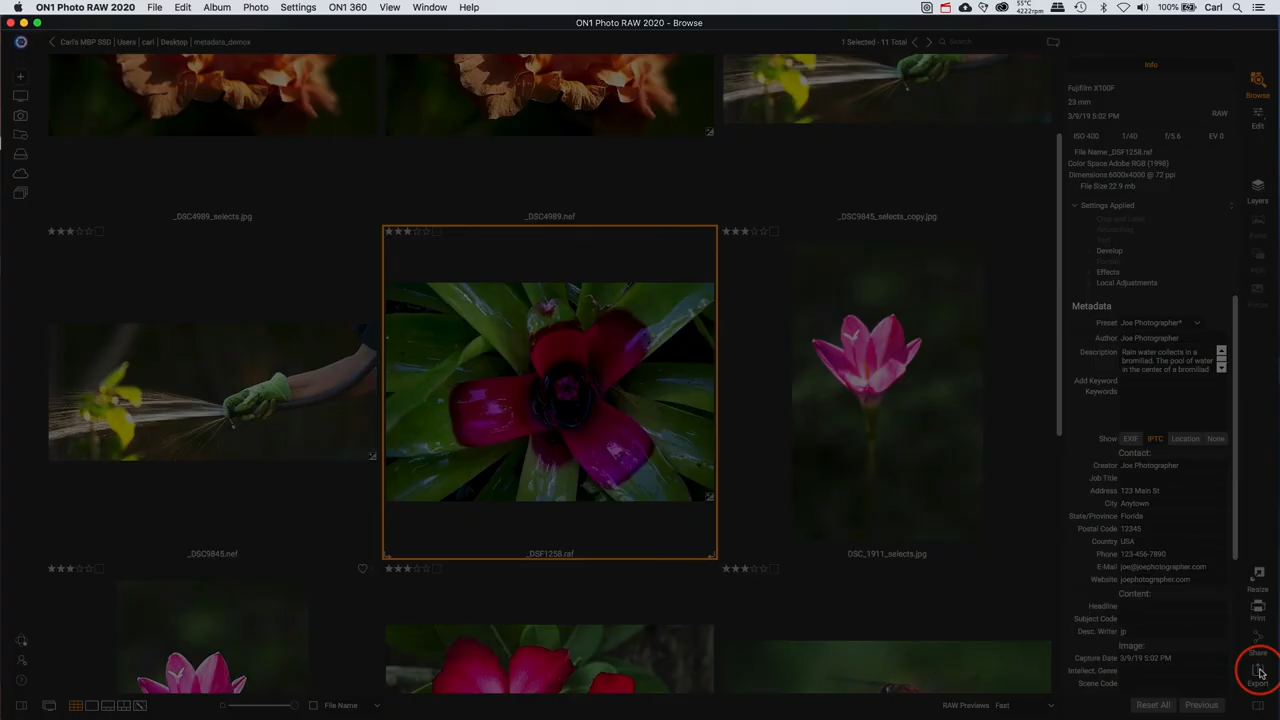 ON1 Photo RAW 2020 File Edit Album Photo Settings ON1 360 View Window Help 55°C 4222rpm 100% Carl
ON1 Photo RAW 2020 - Browse
Carl's MBP SSD Users carl Desktop metadata_demox 1 Selected - 11 Total Search
Info
Fujifilm X100F
23 mm
3/9/19 5:02 PM
RAW
ISO 400 1/40 f/5.6 EV 0
File Name _DSF1258.raf
Color Space Adobe RGB (1998)
Dimensions 6000x4000 @ 72 ppi
File Size 22.9 mb
Settings Applied
Develop
Effects
Local Adjustments
Metadata
Preset Joe Photographer*
Author Joe Photographer
Description Rain water collects in a
bromiliad. The pool of water
in the center of a bromiliad
Add Keyword
Keywords
Show EXIF IPTC Location None
Contact:
Creator Joe Photographer
Job Title
Address 123 Main St
City Anytown
State/Province Florida
Postal Code 12345
Country USA
Phone 123-456-7890
E-Mail joe@joephotographer.com
Website joephotographer.com
Content:
Headline
Subject Code
Desc. Writer jp
Image:
Capture Date 3/9/19 5:02 PM
Intellect. Genre
Scene Code
Reset All Previous
Browse
Edit
Layers
Resize
Print
Share
Export
_DSC4989_selects.jpg
_DSC4989.nef
_DSC9845_selects_copy.jpg
_DSC9845.nef
_DSF1258.raf
DSC_1911_selects.jpg
File Name
RAW Previews Fast